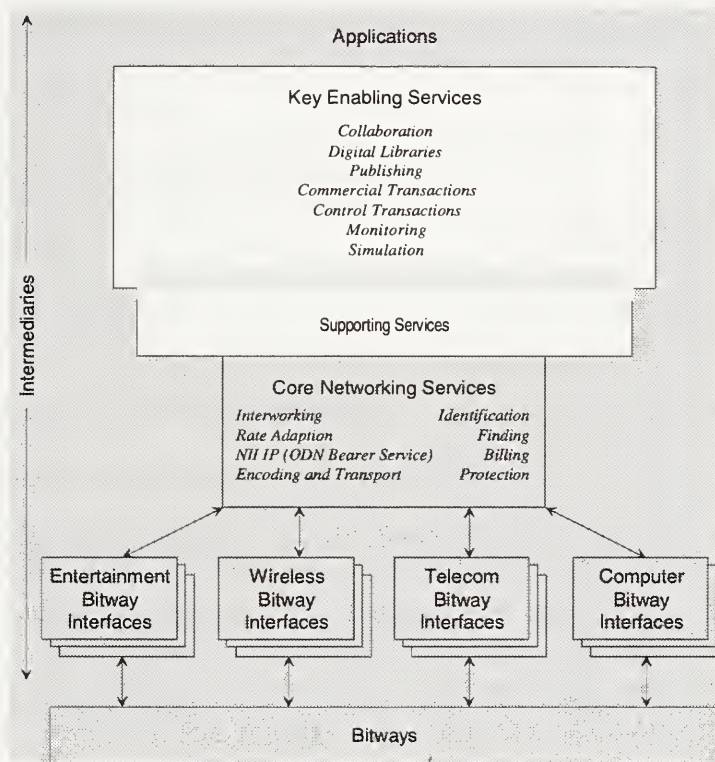 Applications
Key Enabling Services
Collaboration
Digital Libraries
Publishing
Commercial Transactions
Control Transactions
Monitoring
Simulation
Intermediaries
Supporting Services
Core Networking Services
Interworking Identification
Rate Adaption Finding
NII IP (ODN Bearer Service) Billing
Encoding and Transport Protection
Entertainment Bitway Interfaces
Wireless Bitway Interfaces
Telecom Bitway Interfaces
Computer Bitway Interfaces
Bitways